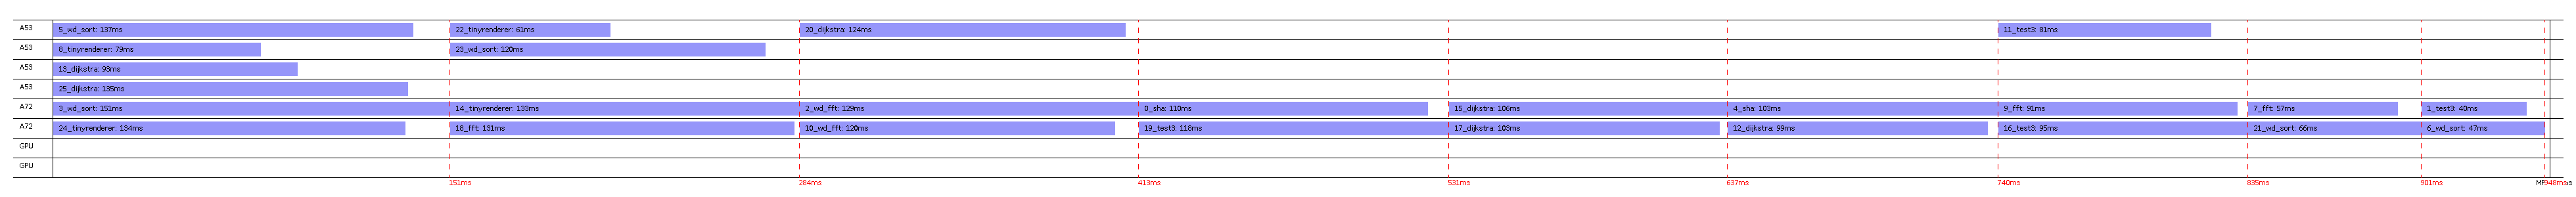 A53 5_wd_sort: 137ms 22_tinyrenderer: 61ms 20_dijkstra: 124ms 11_test3: 81ms
A53 8_tinyrenderer: 79ms 23_wd_sort: 120ms
A53 13_dijkstra: 93ms
A53 25_dijkstra: 135ms
A72 3_wd_sort: 151ms 14_tinyrenderer: 133ms 2_wd_fft: 129ms 0_sha: 110ms 15_dijkstra: 106ms 4_sha: 103ms 9_fft: 91ms 7_fft: 57ms 1_test3: 40ms
A72 24_tinyrenderer: 134ms 18_fft: 131ms 10_wd_fft: 120ms 19_test3: 118ms 17_dijkstra: 103ms 12_dijkstra: 99ms 16_test3: 95ms 21_wd_sort: 66ms 6_wd_sort: 47ms
GPU
GPU
151ms 284ms 413ms 531ms 637ms 740ms 835ms 901ms 948ms